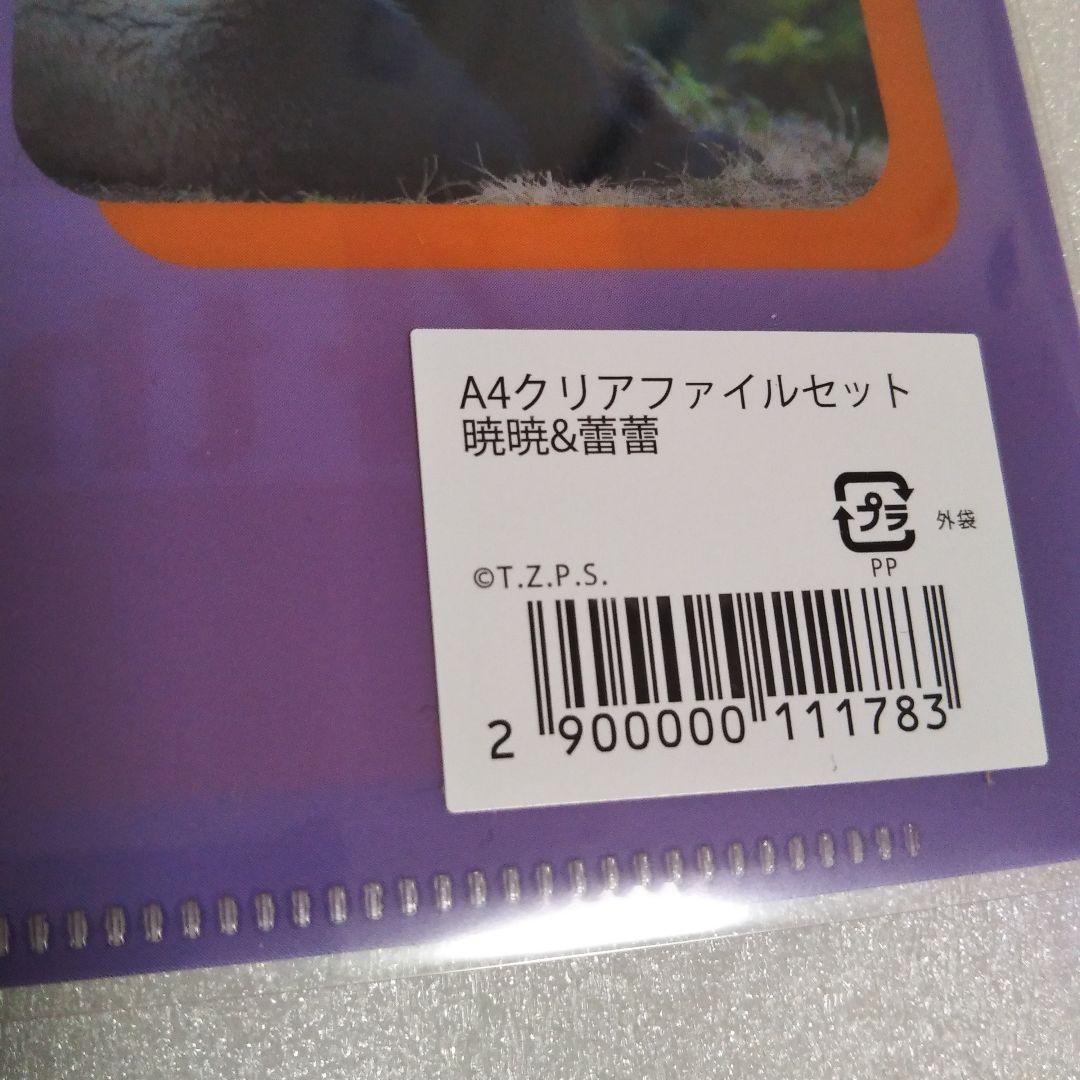 A4クリアファイルセット
暁暁&蕾蕾
プラ 外袋
PP
©T.Z.P.S.
2 900000 111783